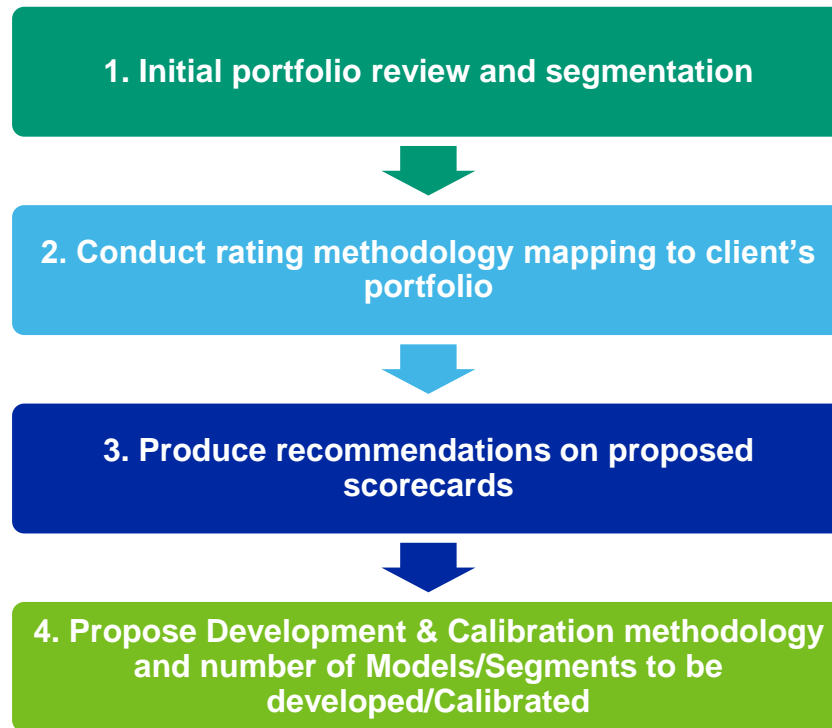 1. Initial portfolio review and segmentation
2. Conduct rating methodology mapping to client’s
portfolio
3. Produce recommendations on proposed
scorecards
4. Propose Development & Calibration methodology
and number of Models/Segments to be
developed/Calibrated